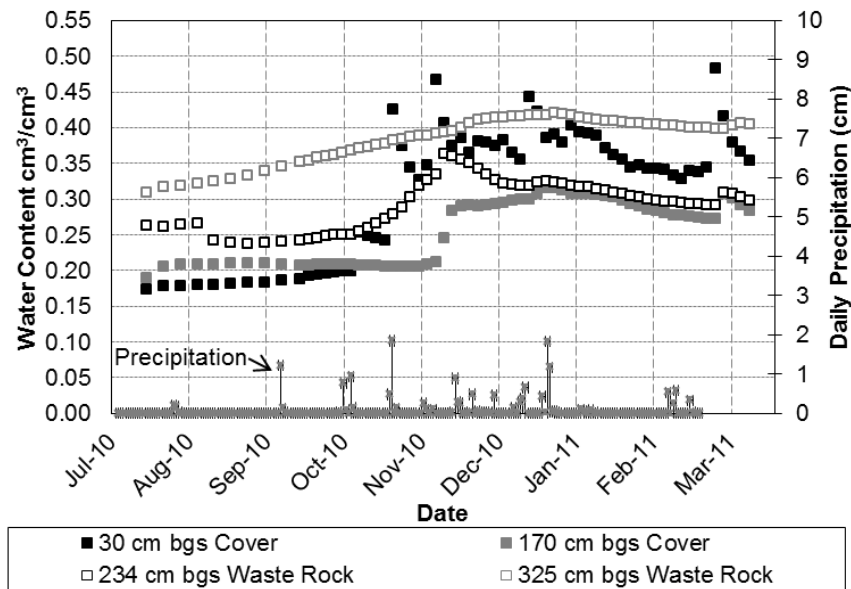 Water Content cm³/cm³
0.55
0.50
0.45
0.40
0.35
0.30
0.25
0.20
0.15
0.10
0.05
0.00
Precipitation
10
9
8
7
6
5
4
3
2
1
0
Daily Precipitation (cm)
Jul-10
Aug-10
Sep-10
Oct-10
Nov-10
Dec-10
Jan-11
Feb-11
Mar-11
Date
30 cm bgs Cover
170 cm bgs Cover
234 cm bgs Waste Rock
325 cm bgs Waste Rock